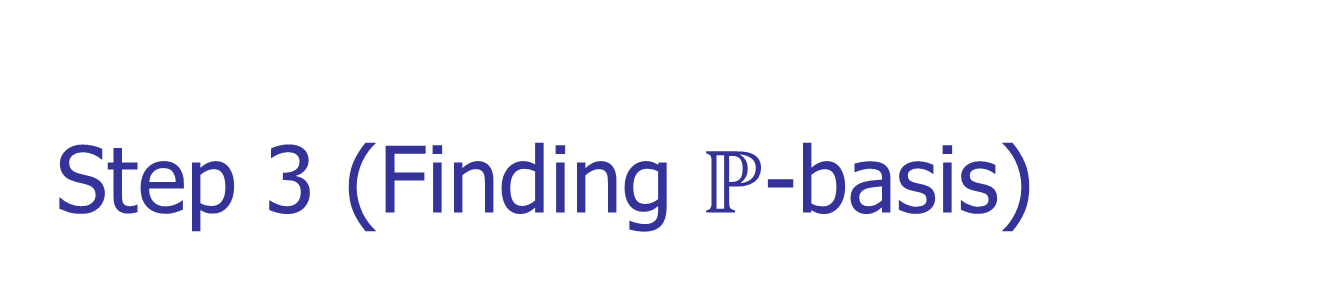 Step 3 (Finding ℙ-basis)